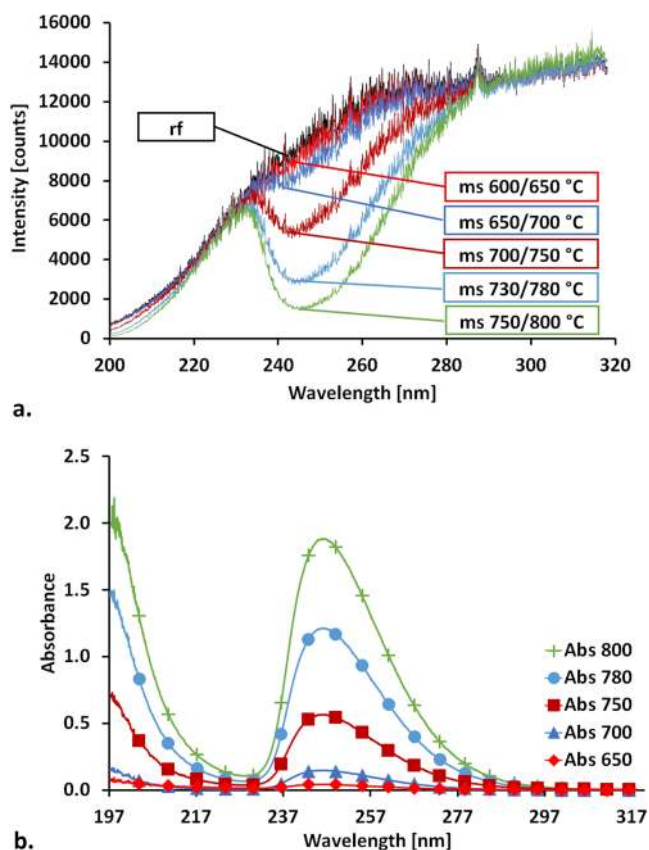 16000
14000
12000
10000
8000
6000
4000
2000
0
Intensity [counts]
rf
ms 600/650 °C
ms 650/700 °C
ms 700/750 °C
ms 730/780 °C
ms 750/800 °C
200 220 240 260 280 300 320
Wavelength [nm]
a.
2.5
2.0
1.5
1.0
0.5
0.0
Absorbance
Abs 800
Abs 780
Abs 750
Abs 700
Abs 650
197 217 237 257 277 297 317
Wavelength [nm]
b.